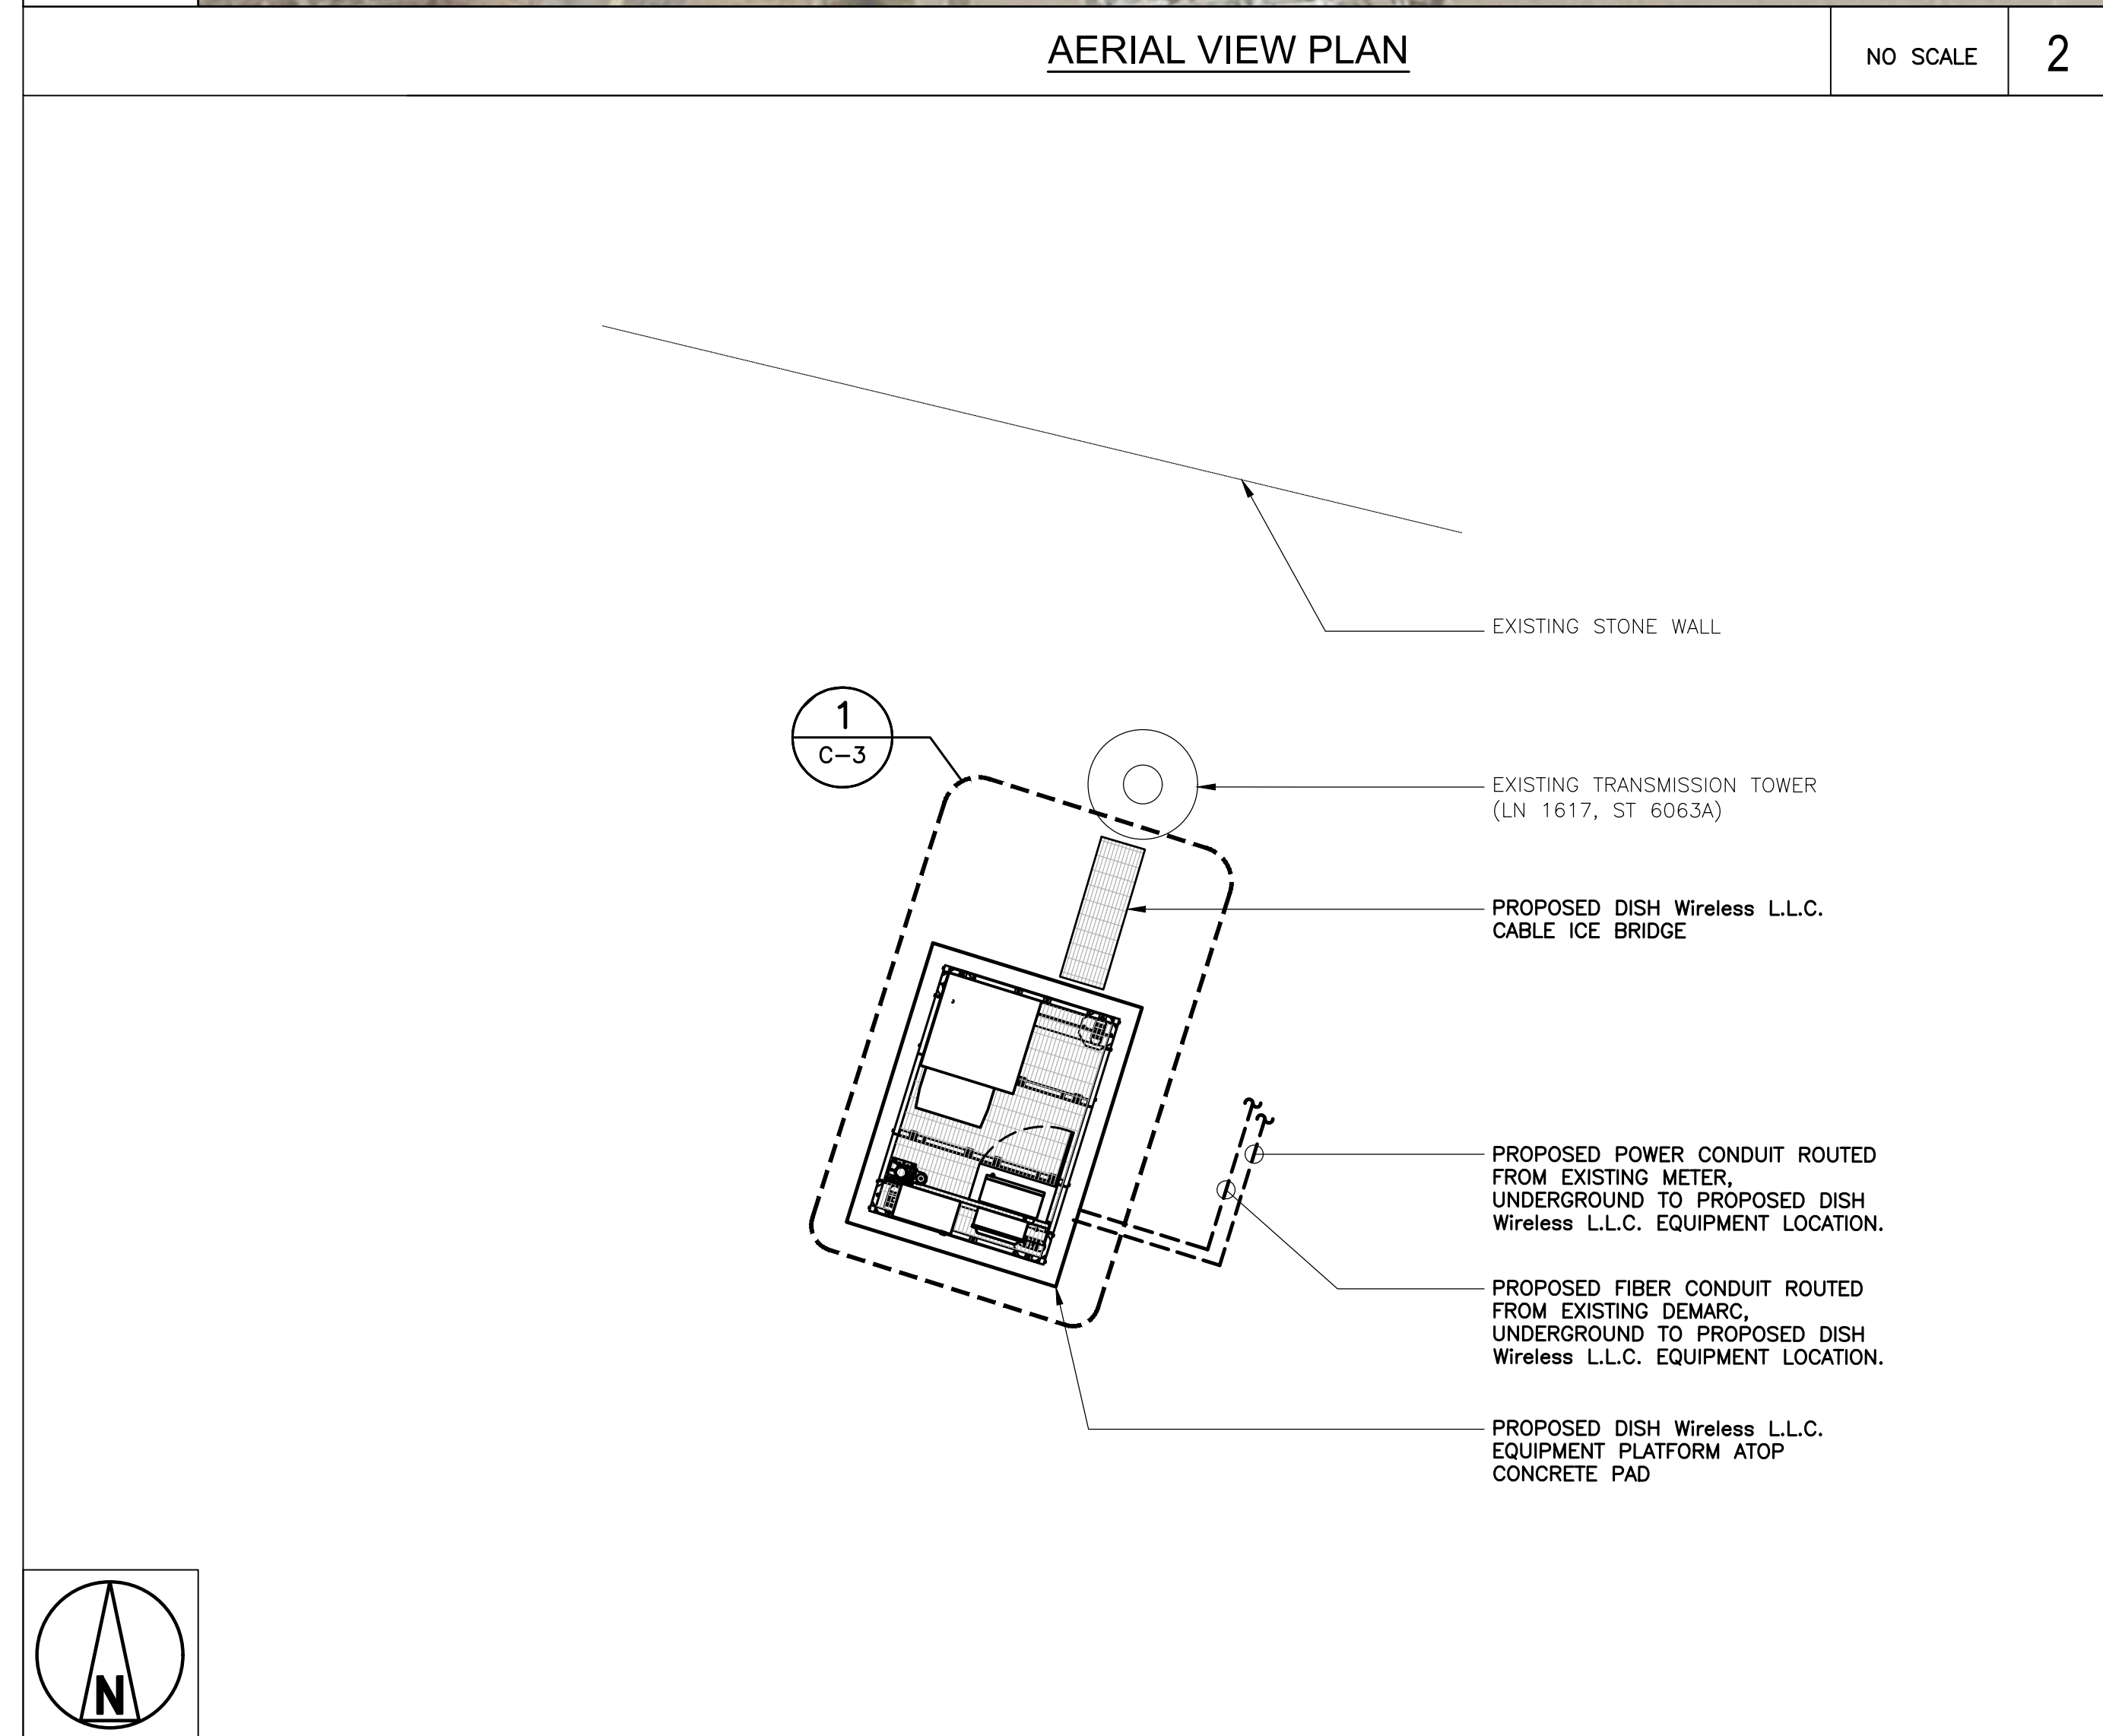 AERIAL VIEW PLAN
NO SCALE
2
EXISTING STONE WALL
1
C-3
EXISTING TRANSMISSION TOWER
(LN 1617, ST 6063A)
PROPOSED DISH Wireless L.L.C.
CABLE ICE BRIDGE
PROPOSED POWER CONDUIT ROUTED
FROM EXISTING METER,
UNDERGROUND TO PROPOSED DISH
Wireless L.L.C. EQUIPMENT LOCATION.
PROPOSED FIBER CONDUIT ROUTED
FROM EXISTING DEMARC,
UNDERGROUND TO PROPOSED DISH
Wireless L.L.C. EQUIPMENT LOCATION.
PROPOSED DISH Wireless L.L.C.
EQUIPMENT PLATFORM ATOP
CONCRETE PAD
N